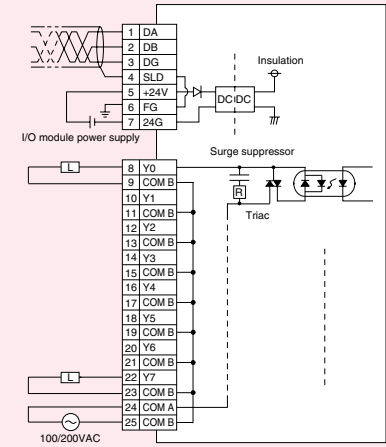 1 DA
2 DB
3 DG
4 SLD
5 +24V
6 FG
7 24G
Insulation
DC DC
I/O module power supply
Surge suppressor
L
8 Y0
9 COM B
10 Y1
11 COM B
12 Y2
13 COM B
14 Y3
15 COM B
16 Y4
17 COM B
18 Y5
19 COM B
20 Y6
21 COM B
22 Y7
23 COM B
24 COM A
25 COM B
R
Triac
L
100/200VAC